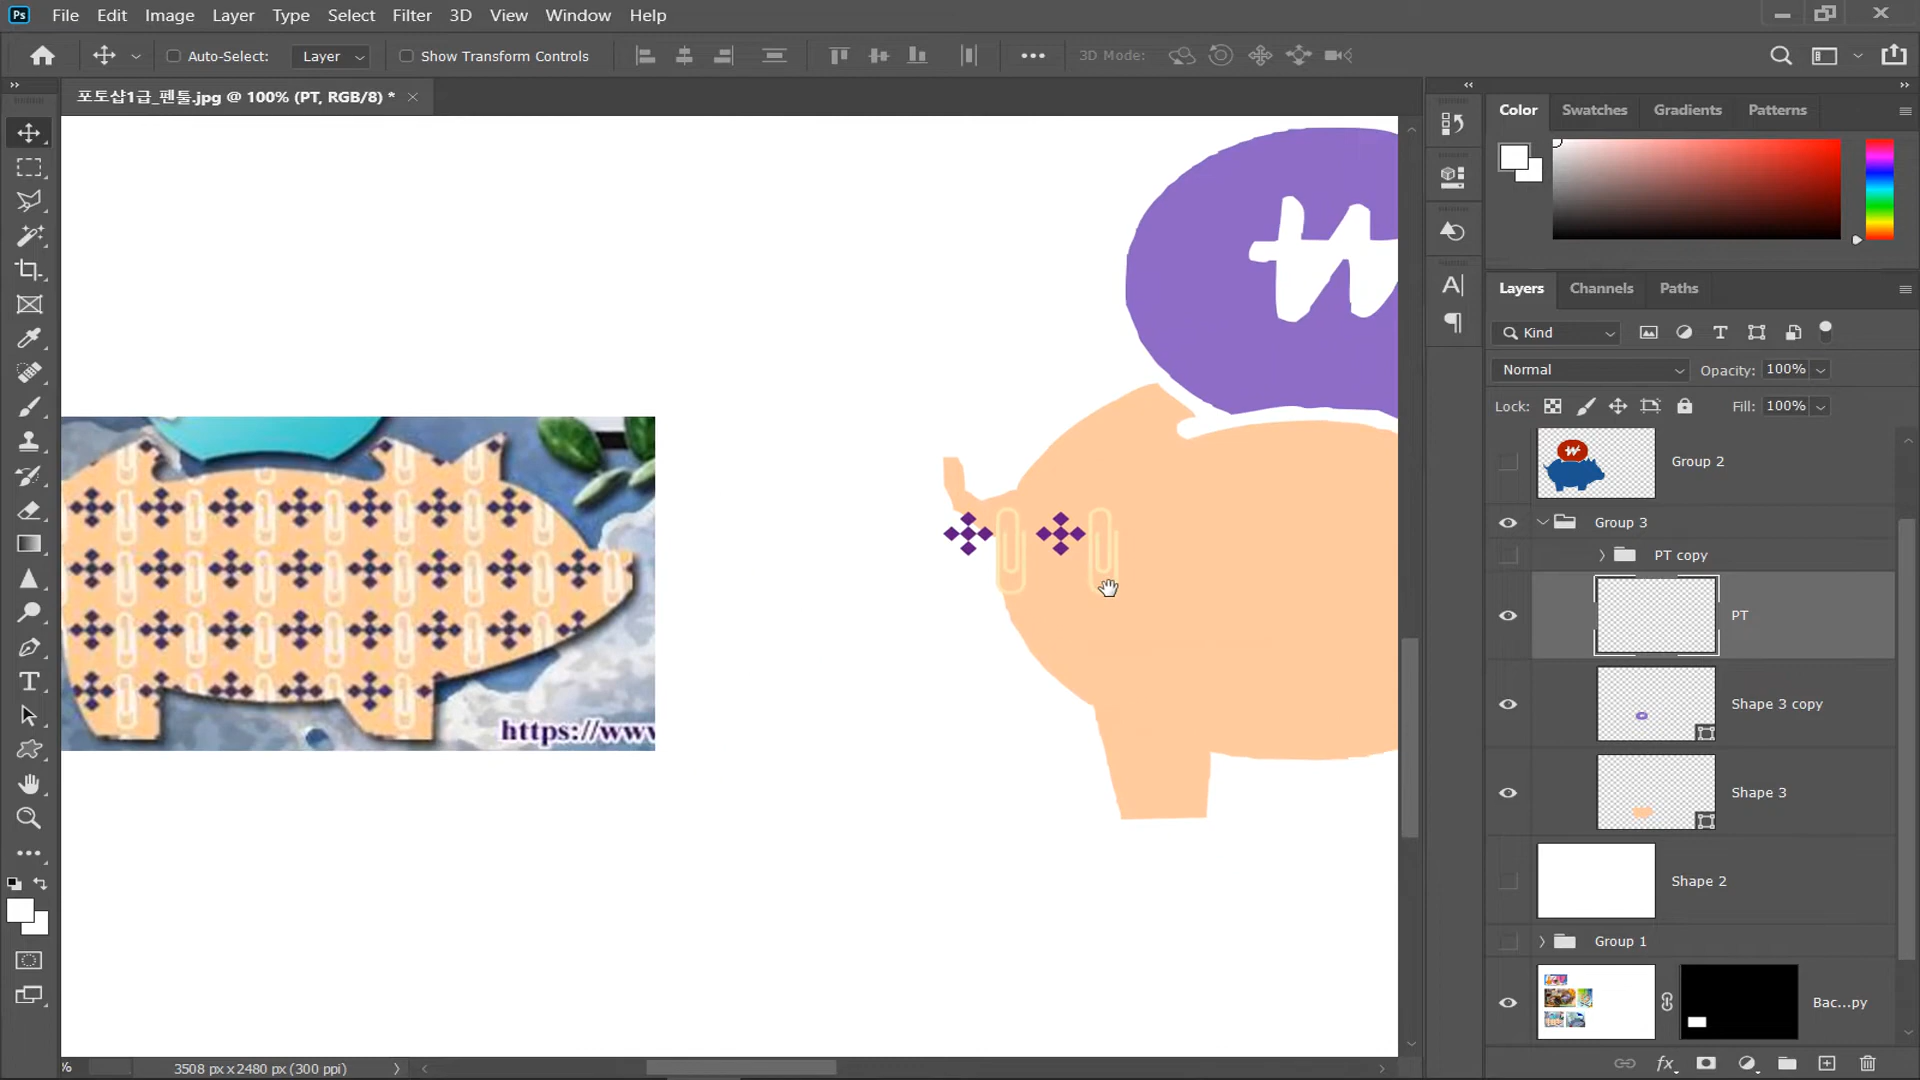 Ps File Edit Image Layer Type Select Filter 3D View Window Help
Auto-Select: Layer Show Transform Controls 3D Mode:
포토샵1급_펜툴.jpg @ 100% (PT, RGB/8) *
Color Swatches Gradients Patterns
Layers Channels Paths
Kind
Normal Opacity: 100%
Lock: Fill: 100%
₩
Group 2
Group 3
PT copy
PT
Shape 3 copy
Shape 3
Shape 2
Group 1
Bac...py
https://www
% 3508 px x 2480 px (300 ppi)